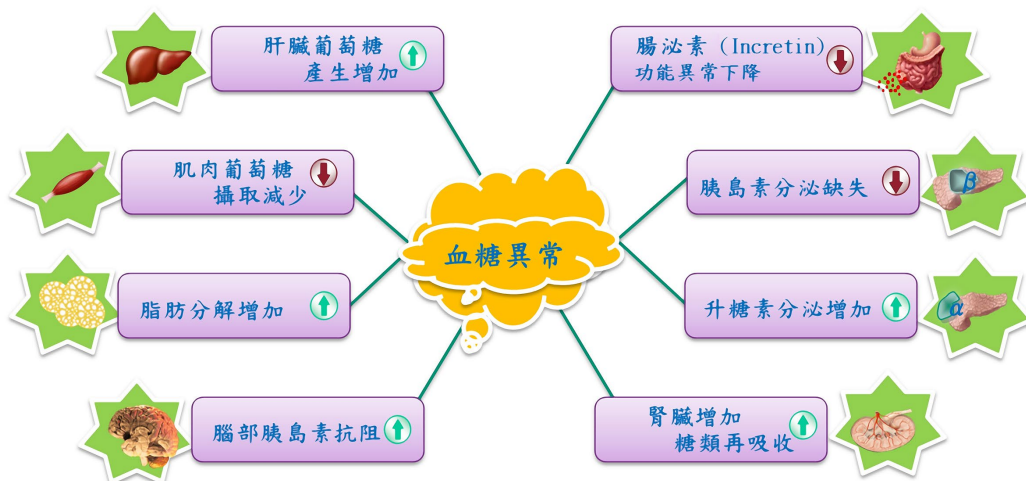 肝臟葡萄糖
產生增加
腸泌素 (Incretin)
功能異常下降
肌肉葡萄糖
攝取減少
胰島素分泌缺失
β
血糖異常
脂肪分解增加
升糖素分泌增加
α
腦部胰島素抗阻
腎臟增加
糖類再吸收